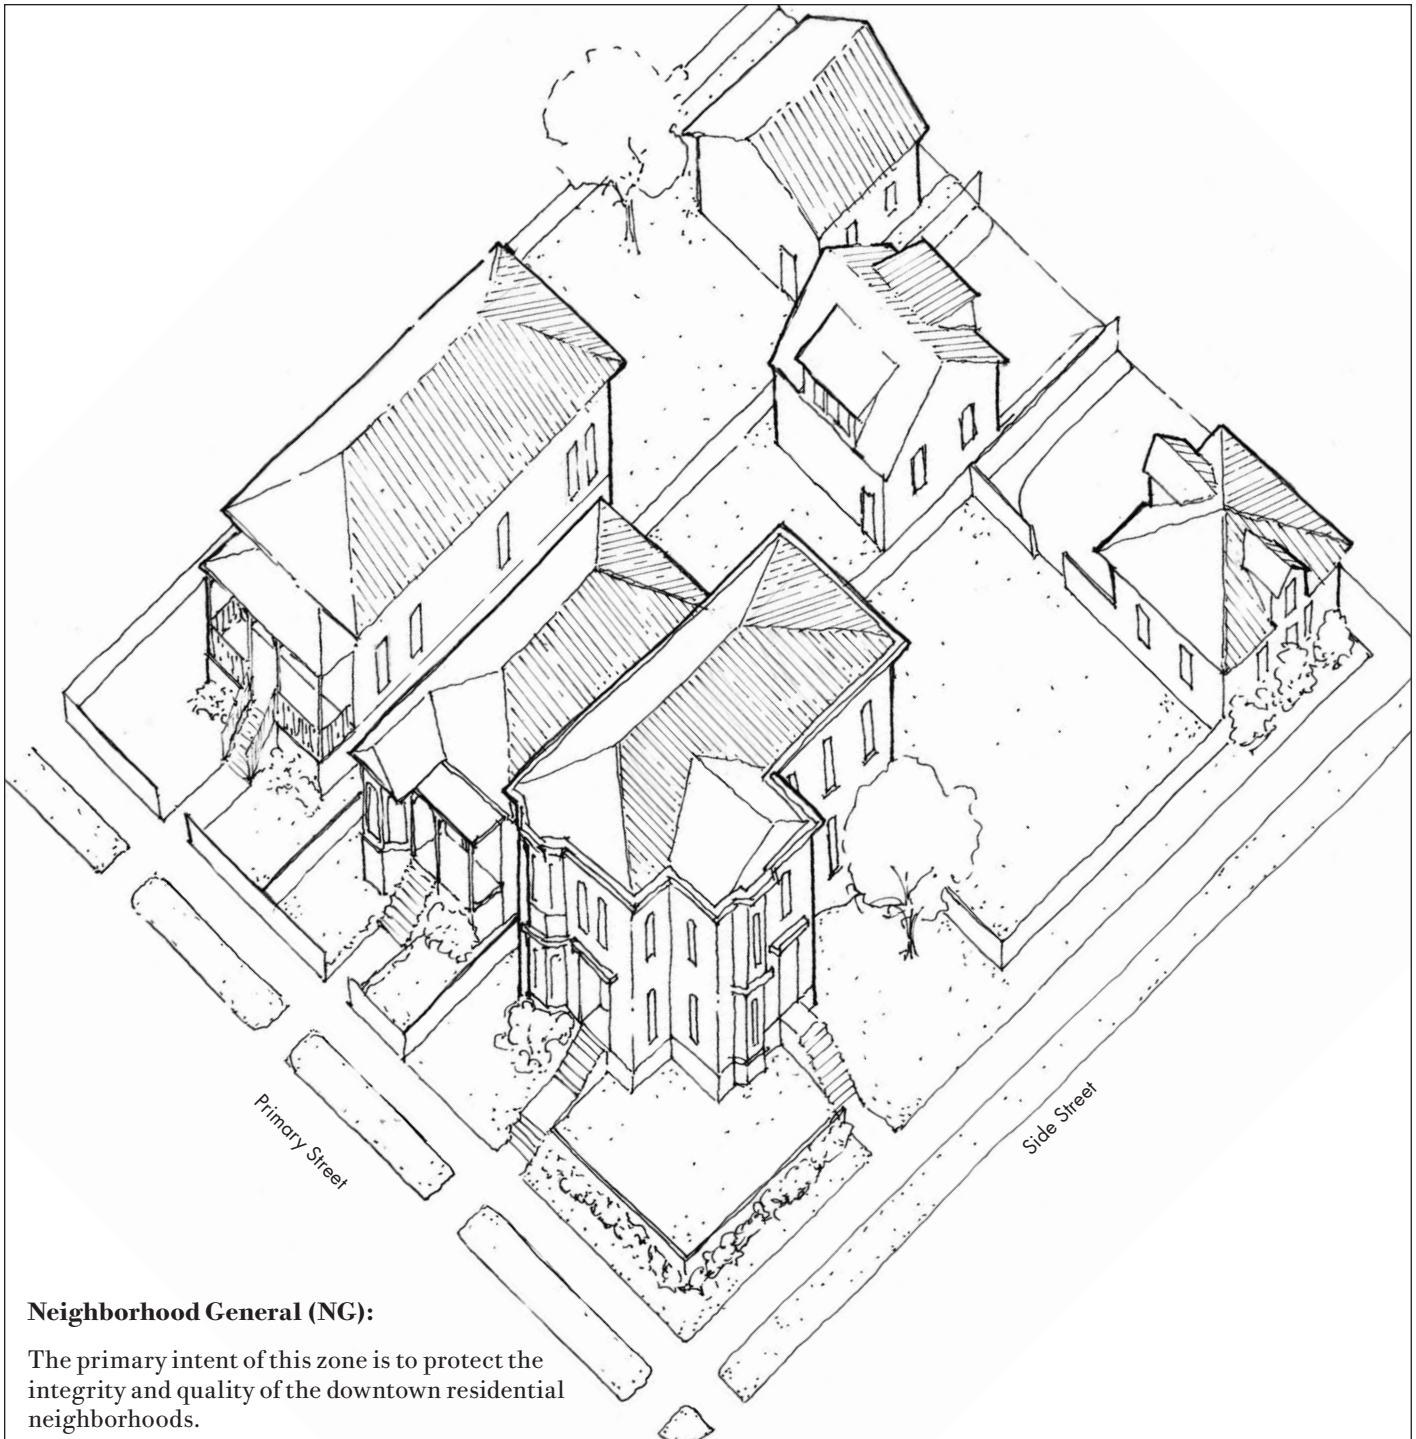 Primary Street
Side Street
Neighborhood General (NG):
The primary intent of this zone is to protect the
integrity and quality of the downtown residential
neighborhoods.